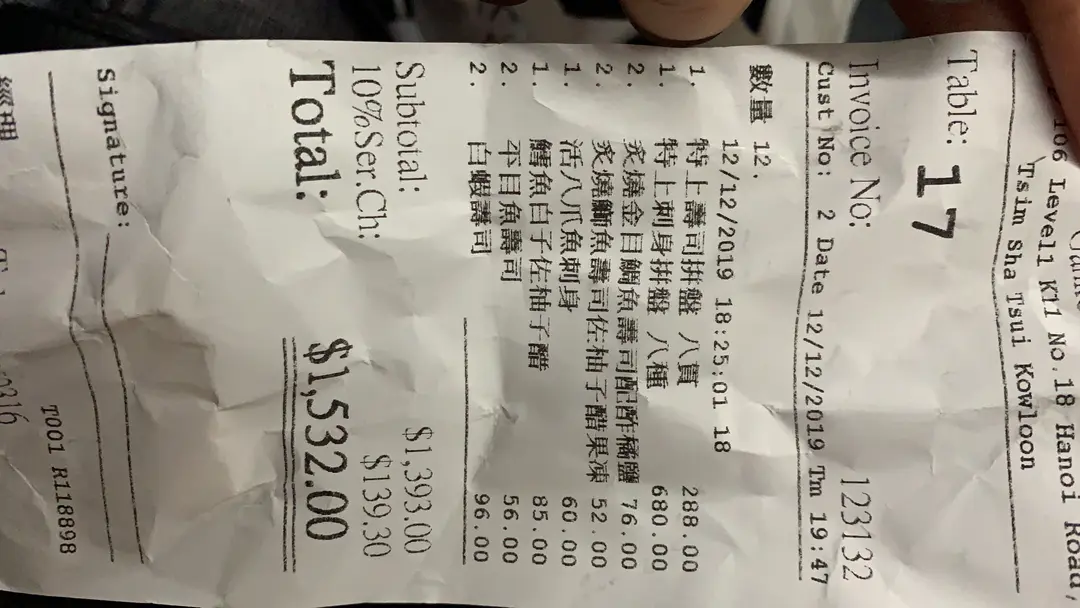 106 Level1 K11 No.18 Hanoi Road,
Tsim Sha Tsui Kowloon
Table: 17
Invoice No: 123132
Cust No: 2 Date 12/12/2019 Tm 19:47
數量 12.
12/12/2019 18:25:01 18
1. 特上壽司拼盤 八貫 288.00
1. 特上刺身拼盤 八種 680.00
2. 炙燒金目鯛魚壽司配酢橘鹽 76.00
2. 炙燒鰤魚壽司佐柚子醋果凍 52.00
1. 活八爪魚刺身 60.00
1. 鱈魚白子佐柚子醋 85.00
2. 本目魚壽司 56.00
2. 白蝦壽司 96.00
Subtotal: $1,393.00
10%Ser.Ch: $139.30
Total: $1,532.00
Signature:
T001 R118898
經理
0316